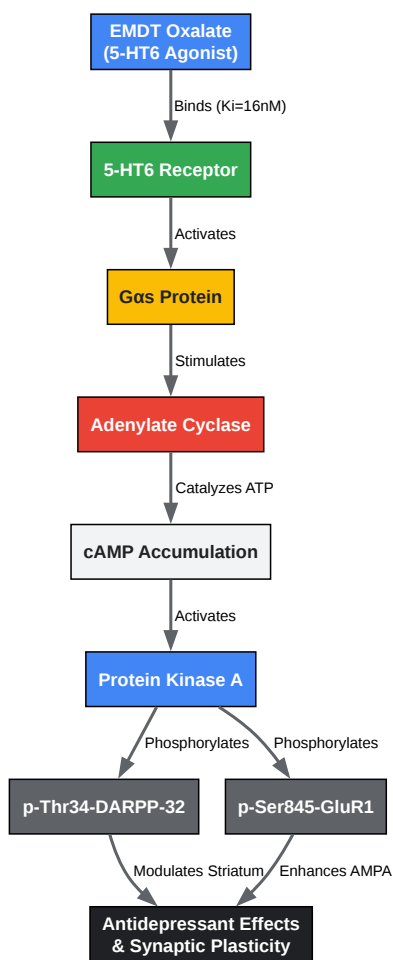 EMDT Oxalate
(5-HT6 Agonist)
Binds (Ki=16nM)
5-HT6 Receptor
Activates
Gαs Protein
Stimulates
Adenylate Cyclase
Catalyzes ATP
cAMP Accumulation
Activates
Protein Kinase A
Phosphorylates
Phosphorylates
p-Thr34-DARPP-32
p-Ser845-GluR1
Modulates Striatum
Enhances AMPA
Antidepressant Effects
& Synaptic Plasticity